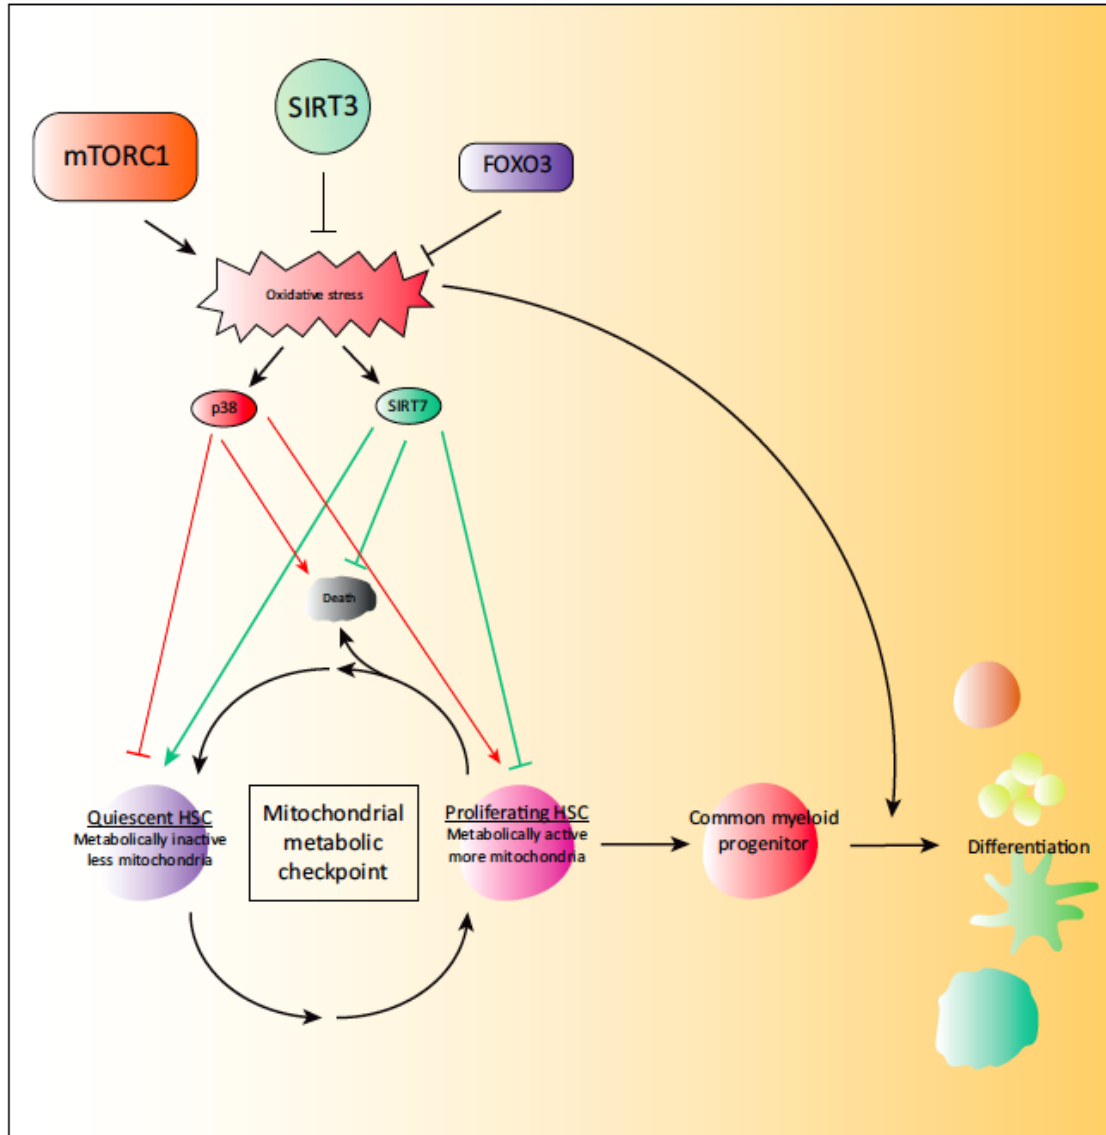 SIRT3
mTORC1
FOXO3
Oxidative stress
p38
SIRT7
Death
Quiescent HSC
Metabolically inactive
less mitochondria
Mitochondrial
metabolic
checkpoint
Proliferating HSC
Metabolically active
more mitochondria
Common myeloid
progenitor
Differentiation